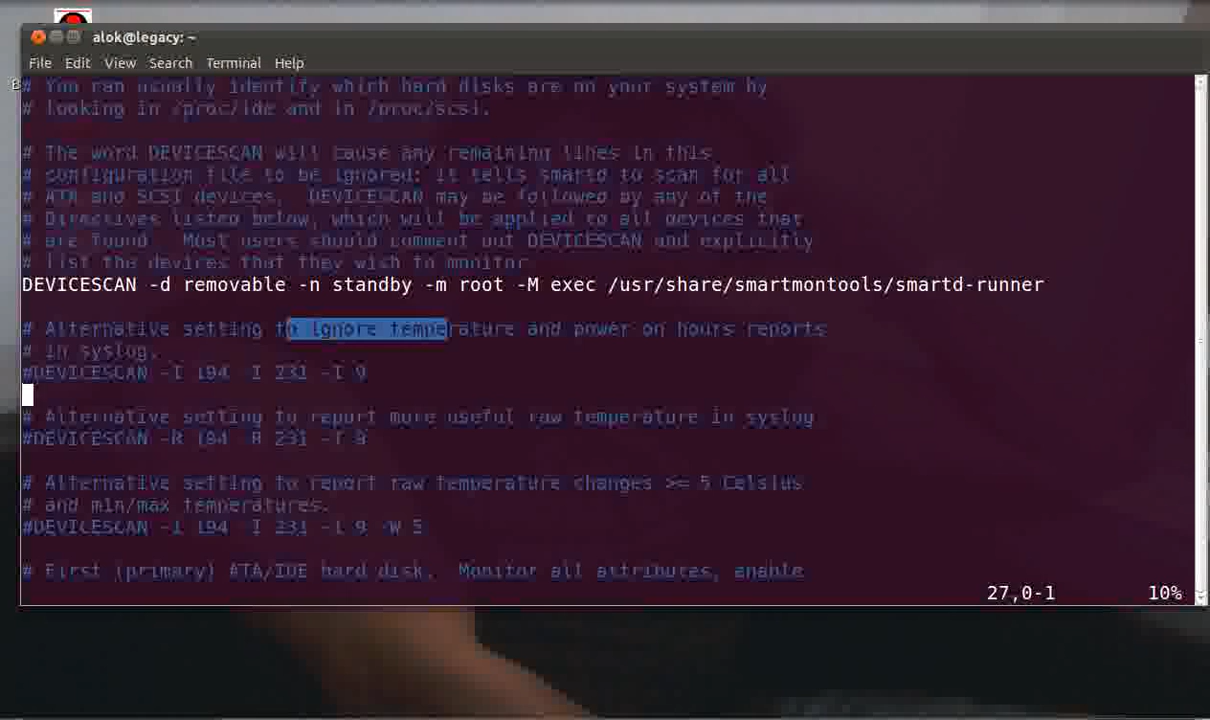 alok@legacy: ~
File Edit View Search Terminal Help
# You can usually identify which hard disks are on your system by
# looking in /proc/ide and in /proc/scsi.
# The word DEVICESCAN will cause any remaining lines in this
# configuration file to be ignored: it tells smartd to scan for all
# ATA and SCSI devices.  DEVICESCAN may be followed by any of the
# Directives listed below, which will be applied to all devices that
# are found.  Most users should comment out DEVICESCAN and explicitly
# list the devices that they wish to monitor.
DEVICESCAN -d removable -n standby -m root -M exec /usr/share/smartmontools/smartd-runner
# Alternative setting to ignore temperature and power on hours reports
# in syslog.
#DEVICESCAN -I 194 -I 231 -I 9
# Alternative setting to report more useful raw temperature in syslog
#DEVICESCAN -R 194 -R 231 -I 9
# Alternative setting to report raw temperature changes >= 5 Celsius
# and min/max temperatures.
#DEVICESCAN -I 194 -I 231 -I 9 -W 5
# First (primary) ATA/IDE hard disk.  Monitor all attributes, enable
27,0-1 10%